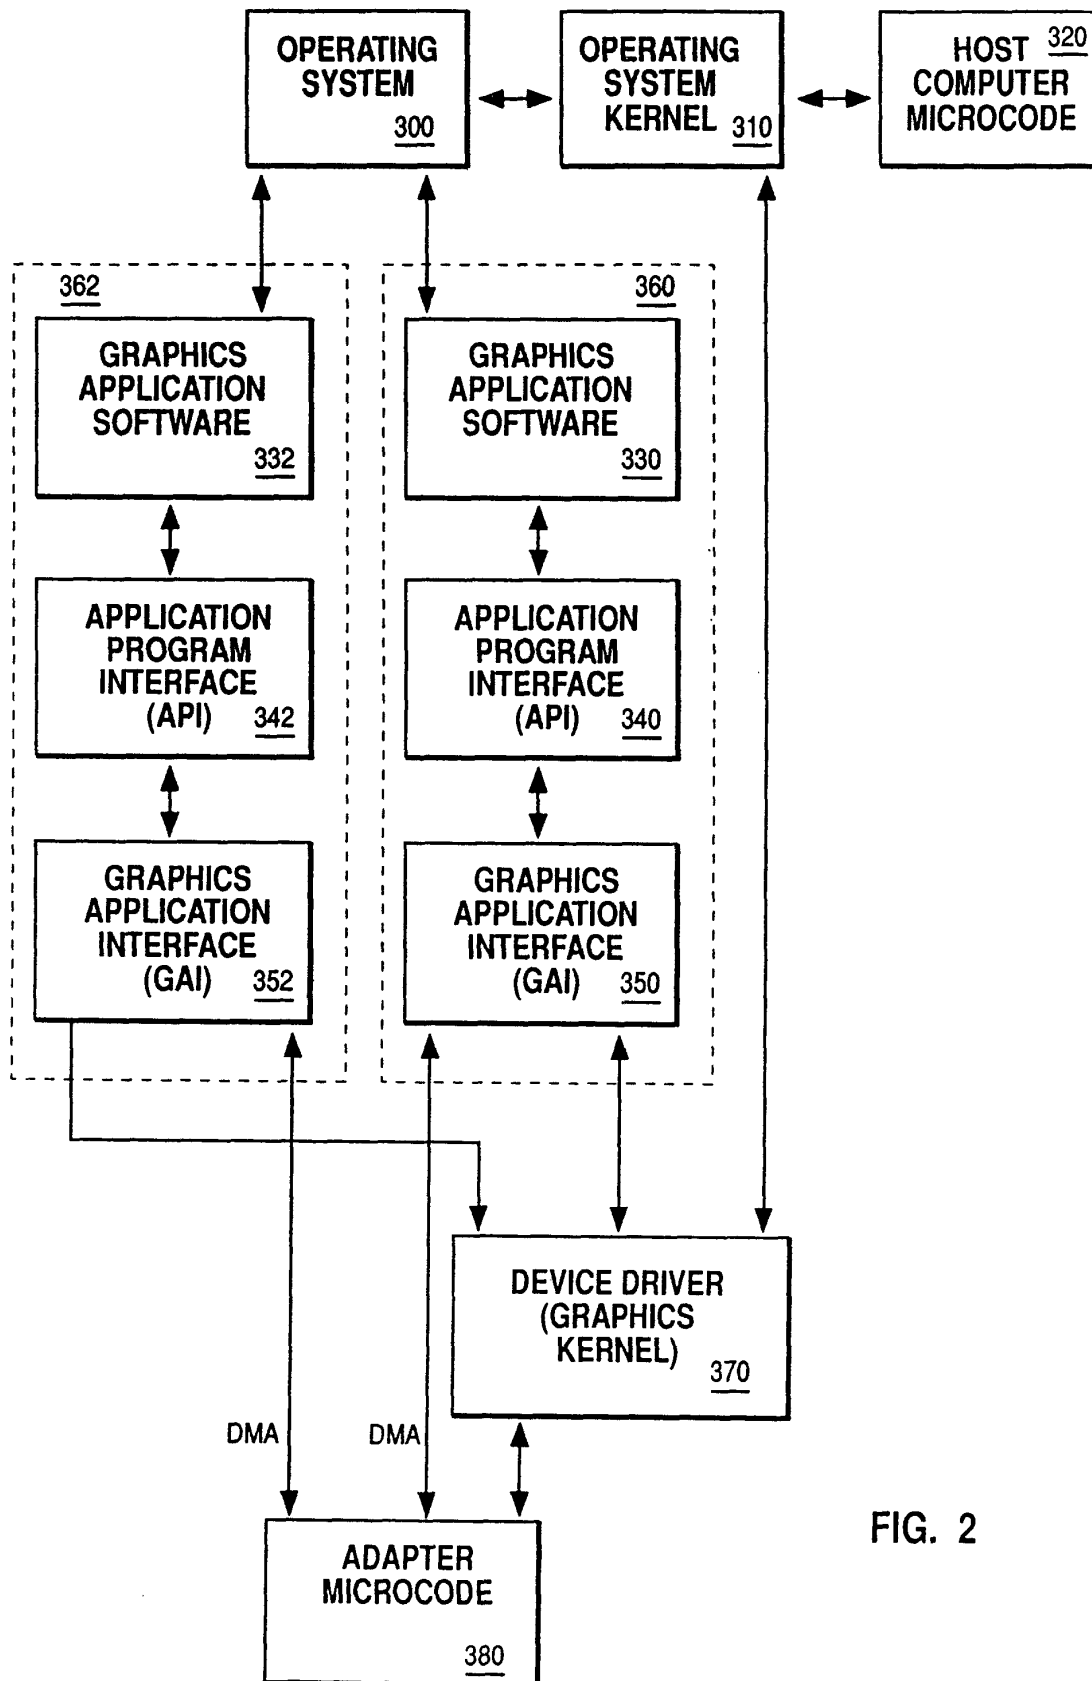 OPERATING
SYSTEM
300
OPERATING
SYSTEM
KERNEL 310
HOST 320
COMPUTER
MICROCODE
362
GRAPHICS
APPLICATION
SOFTWARE
332
APPLICATION
PROGRAM
INTERFACE
(API) 342
GRAPHICS
APPLICATION
INTERFACE
(GAI) 352
360
GRAPHICS
APPLICATION
SOFTWARE
330
APPLICATION
PROGRAM
INTERFACE
(API) 340
GRAPHICS
APPLICATION
INTERFACE
(GAI) 350
DEVICE DRIVER
(GRAPHICS
KERNEL)
370
DMA
DMA
ADAPTER
MICROCODE
380
FIG. 2